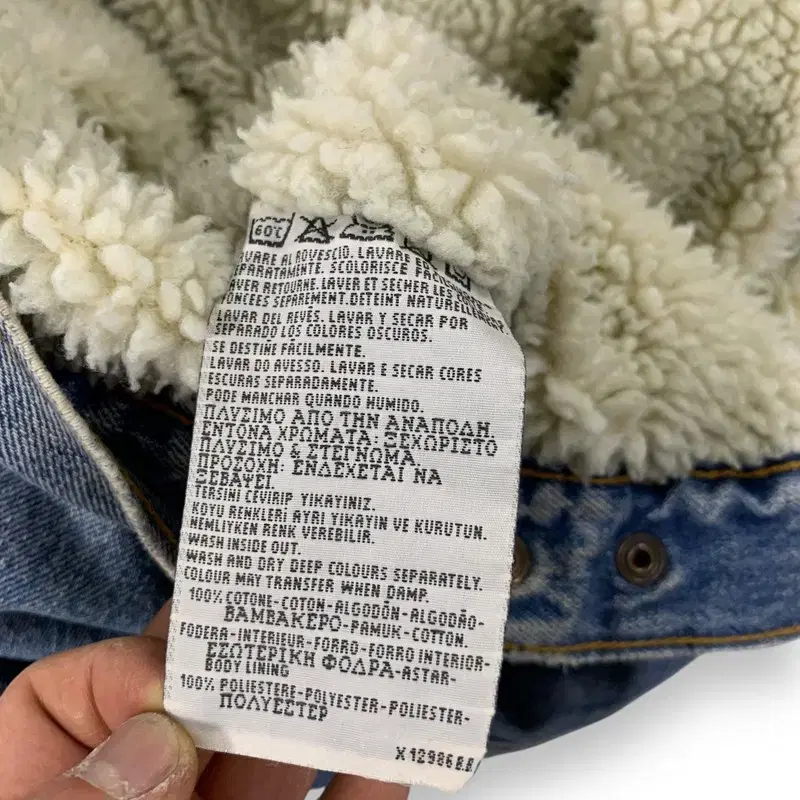 60°C
LAVARE AL ROVESCIO. LAVARE ED
SEPARATAMENTE. SCOLORISCE FACILMENTE
LAVER RETOURNE. LAVER ET SECHER LES
FONCEES SEPAREMENT. DETEINT NATURELLEMENT.
LAVAR DEL REVÉS. LAVAR Y SECAR POR
SEPARADO LOS COLORES OSCUROS.
SE DESTIÑE FÁCILMENTE.
LAVAR DO AVESSO. LAVAR E SECAR CORES
ESCURAS SEPARADAMENTE.
PODE MANCHAR QUANDO HUMIDO.
ΠΛΥΣΙΜΟ ΑΠΟ ΤΗΝ ΑΝΑΠΟΔΗ.
ΕΝΤΟΝΑ ΧΡΩΜΑΤΑ: ΞΕΧΩΡΙΣΤΟ
ΠΛΥΣΙΜΟ & ΣΤΕΓΝΩΜΑ.
ΠΡΟΣΟΧΗ: ΕΝΔΕΧΕΤΑΙ ΝΑ
ΞΕΒΑΨΕΙ.
TERSINI CEVIRIP YIKAYINIZ.
KOYU RENKLERI AYRI YIKAYIN VE KURUTUN.
NEMLIYKEN RENK VEREBILIR.
WASH INSIDE OUT.
WASH AND DRY DEEP COLOURS SEPARATELY.
COLOUR MAY TRANSFER WHEN DAMP.
100% COTONE-COTON-ALGODÓN-ALGODÃO-
ΒΑΜΒΑΚΕΡΟ-PAMUK-COTTON.
FODERA-INTERIEUR-FORRO-FORRO INTERIOR-
ΕΣΩΤΕΡΙΚΗ ΦΟΔΡΑ-ASTAR-
BODY LINING
100% POLIESTERE-POLYESTER-POLIESTER-
ΠΟΛΥΕΣΤΕΡ
X12986 B.B.